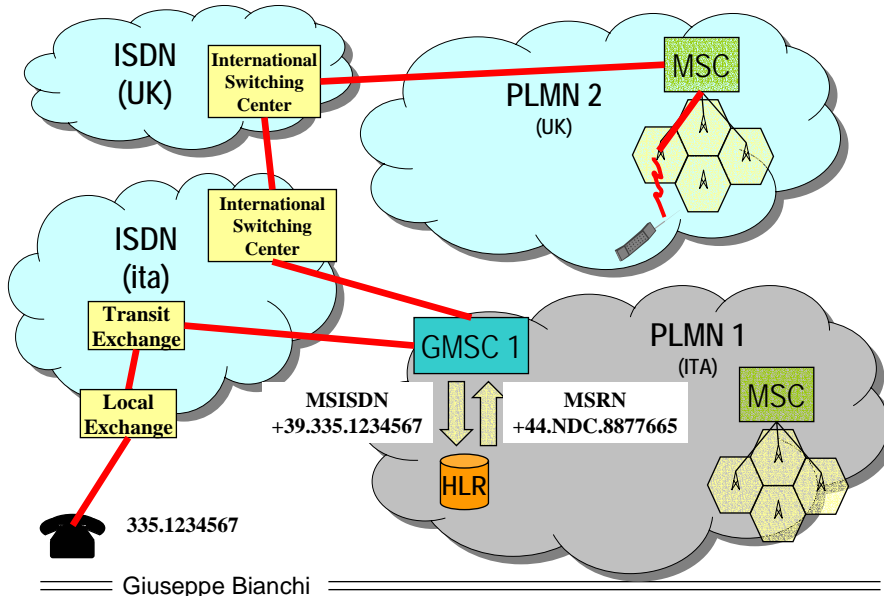 ISDN
(UK)
International
Switching
Center
MSC
PLMN 2
(UK)
ISDN
(ita)
International
Switching
Center
Transit
Exchange
Local
Exchange
GMSC 1
PLMN 1
(ITA)
MSC
MSISDN
+39.335.1234567
MSRN
+44.NDC.8877665
HLR
335.1234567
Giuseppe Bianchi